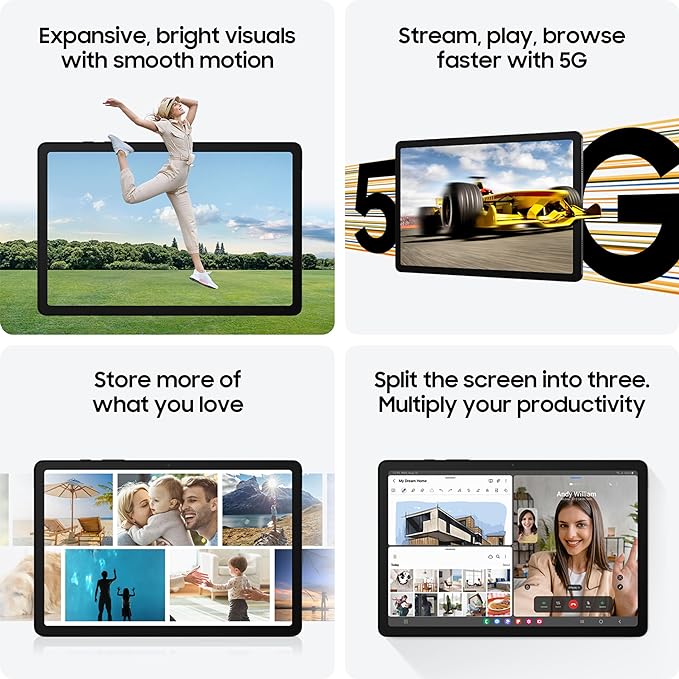 Expansive, bright visuals
with smooth motion
Stream, play, browse
faster with 5G
5G
Store more of
what you love
Split the screen into three.
Multiply your productivity
My Dream Home
Andy William
Today